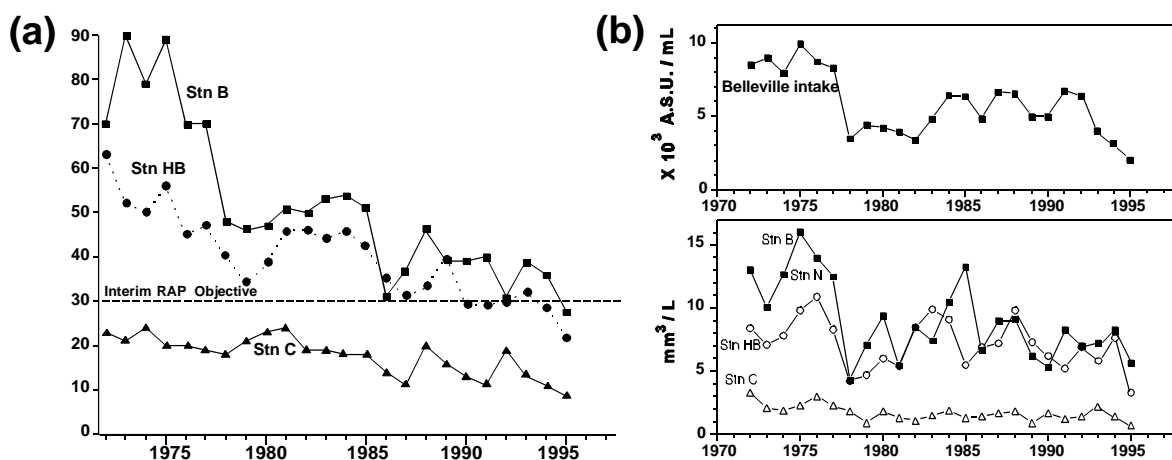 (a)
90
80
70
60
50
40
30
20
10
0
Stn B
Stn HB
Interim RAP Objective
Stn C
1975 1980 1985 1990 1995
(b)
X 10³ A.S.U. / mL
10
5
0
Belleville intake
1970 1975 1980 1985 1990 1995
mm³ / L
15
10
5
0
Stn B
Stn N
Stn HB
Stn C
1970 1975 1980 1985 1990 1995